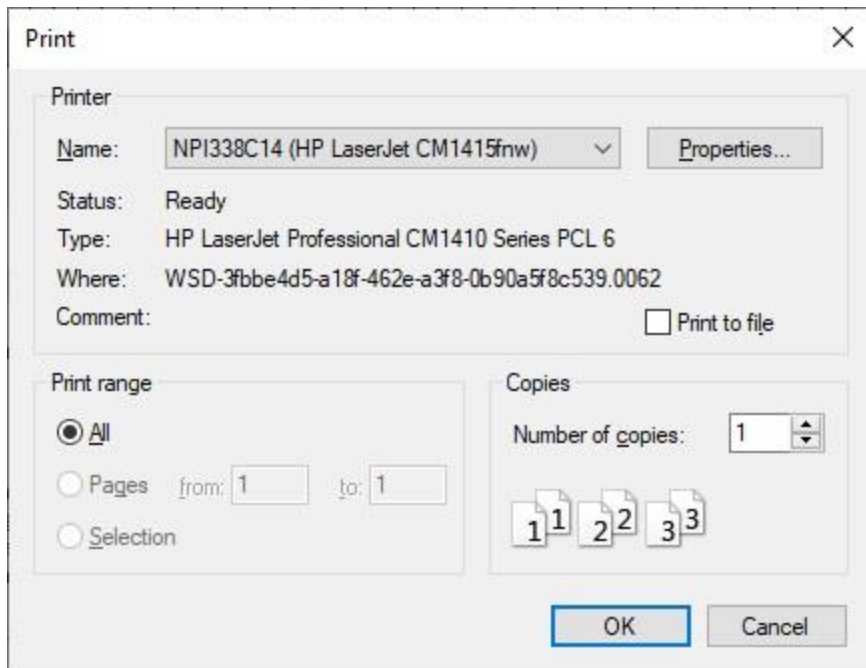 Print
Printer
Name: NPI338C14 (HP LaserJet CM1415fnw) Properties...
Status: Ready
Type: HP LaserJet Professional CM1410 Series PCL 6
Where: WSD-3fbbe4d5-a18f-462e-a3f8-0b90a5f8c539.0062
Comment:
Print to file
Print range
All
Pages from: 1 to: 1
Selection
Copies
Number of copies: 1
1 1 2 2 3 3
OK Cancel